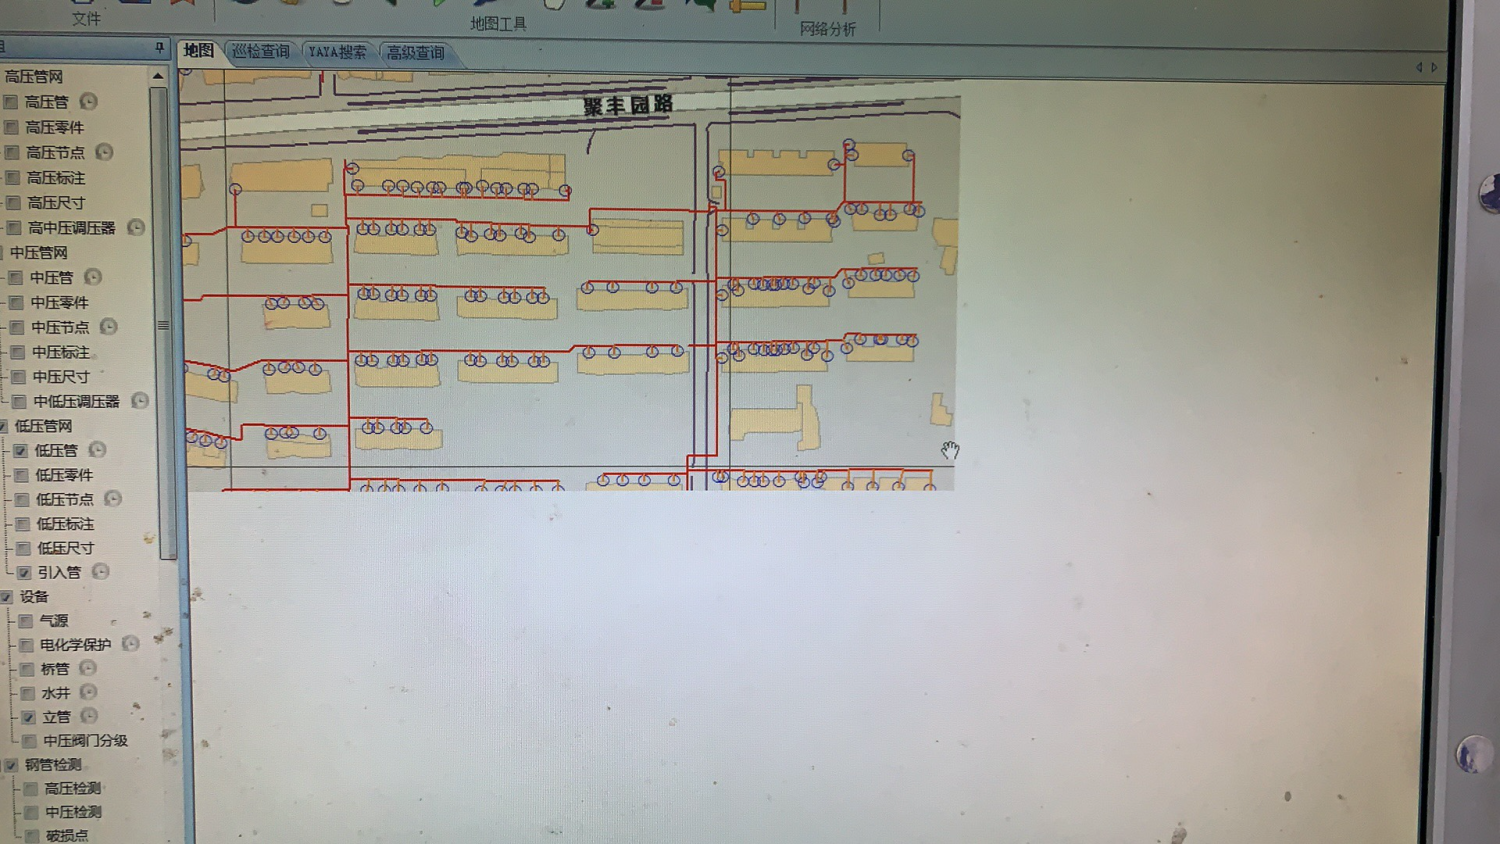 文件
地图工具
网络分析
地图
巡检查询
YAYA搜索
高级查询
聚丰园路
高压管网
高压管
高压零件
高压节点
高压标注
高压尺寸
高中压调压器
中压管网
中压管
中压零件
中压节点
中压标注
中压尺寸
中低压调压器
低压管网
低压管
低压零件
低压节点
低压标注
低压尺寸
引入管
设备
气源
电化学保护
桥管
水井
立管
中压阀门分级
钢管检测
高压检测
中压检测
破损点